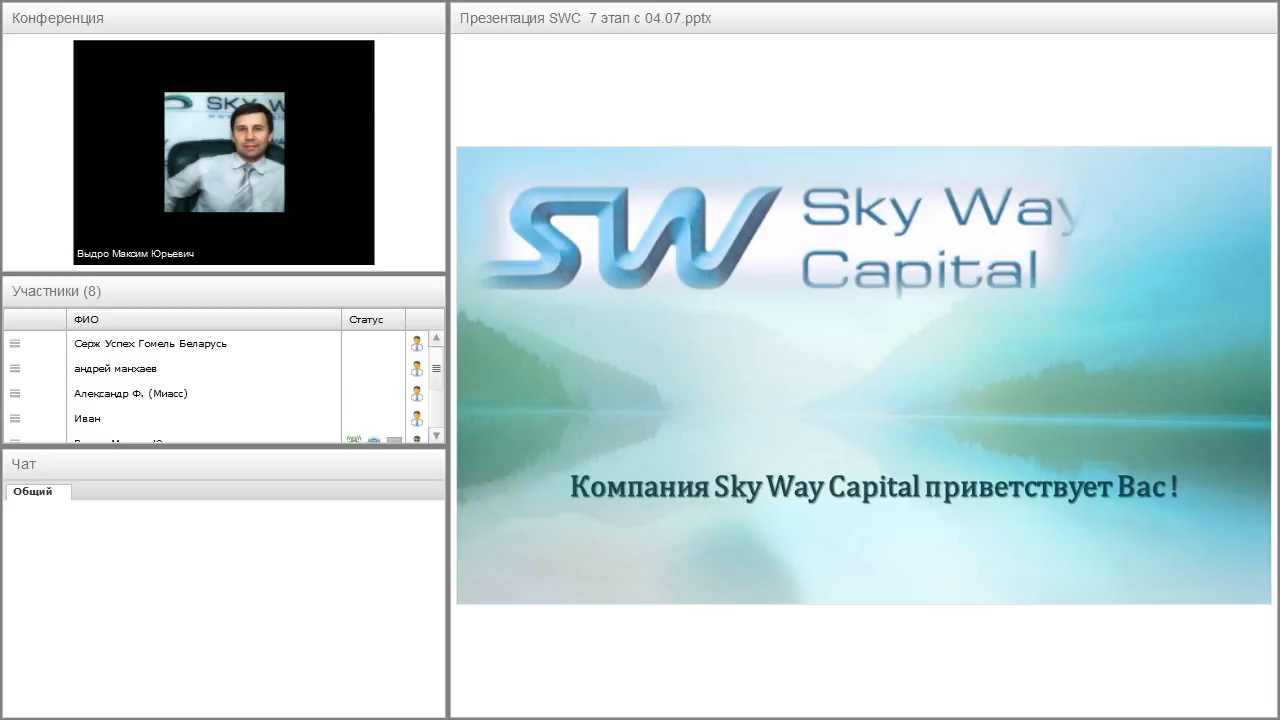 Конференция
SKY W
Выдро Максим Юрьевич
Участники (8)
ФИО
Статус
Серж Успех Гомель Беларусь
андрей манхаев
Александр Ф. (Миасс)
Иван
Чат
Общий
Презентация SWC 7 этап с 04.07.pptx
SW
Sky Way
Capital
Компания Sky Way Capital приветствует Вас !